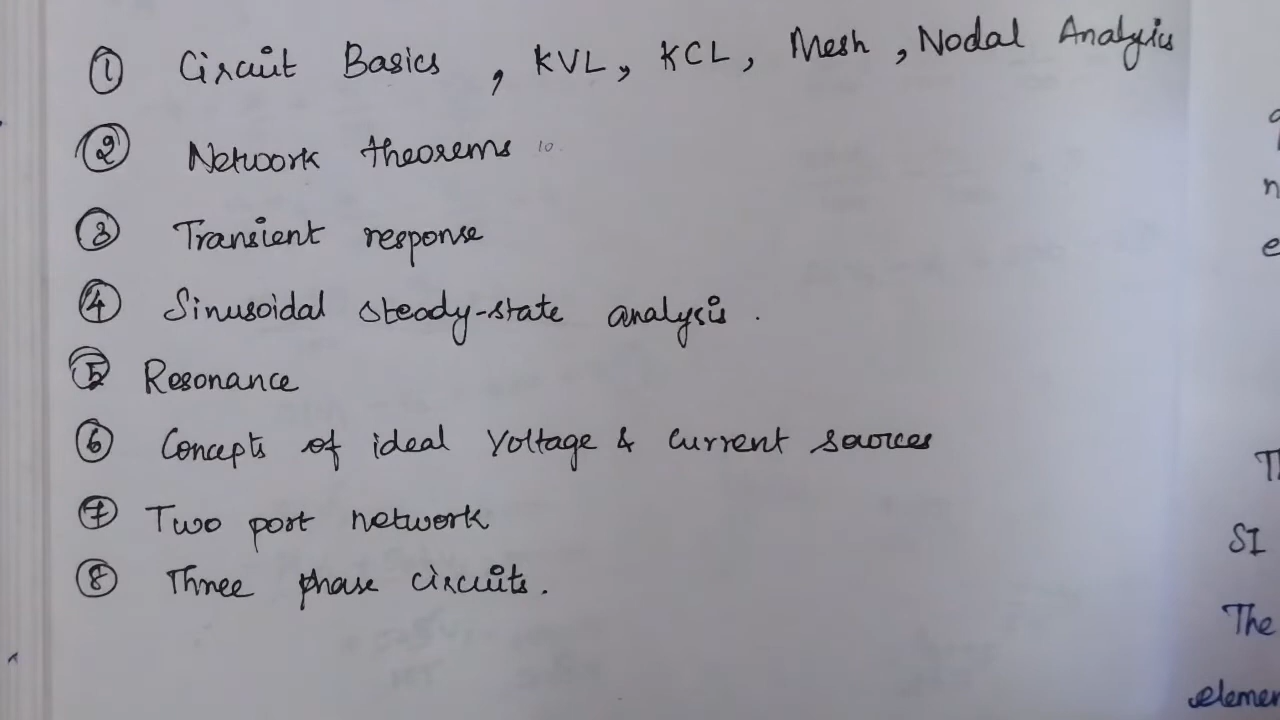 ① Circuit Basics , KVL, KCL, Mesh , Nodal Analysis
② Network theorems 10.
③ Transient response
④ Sinusoidal steady-state analysis .
⑤ Resonance
⑥ Concepts of ideal Voltage & Current sources
⑦ Two port network
⑧ Three phase circuits.
n
e
SI
The
elemen